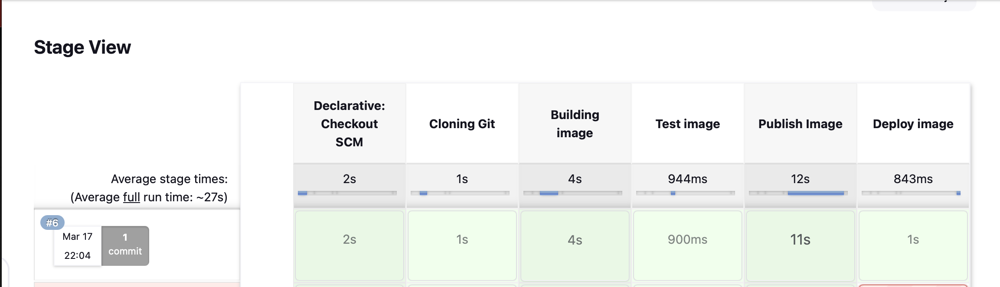 Stage View
Declarative:
Checkout
SCM
Cloning Git
Building
image
Test image
Publish Image
Deploy image
Average stage times:
(Average full run time: ~27s)
2s
1s
4s
944ms
12s
843ms
#6
Mar 17
22:04
1
commit
2s
1s
4s
900ms
11s
1s